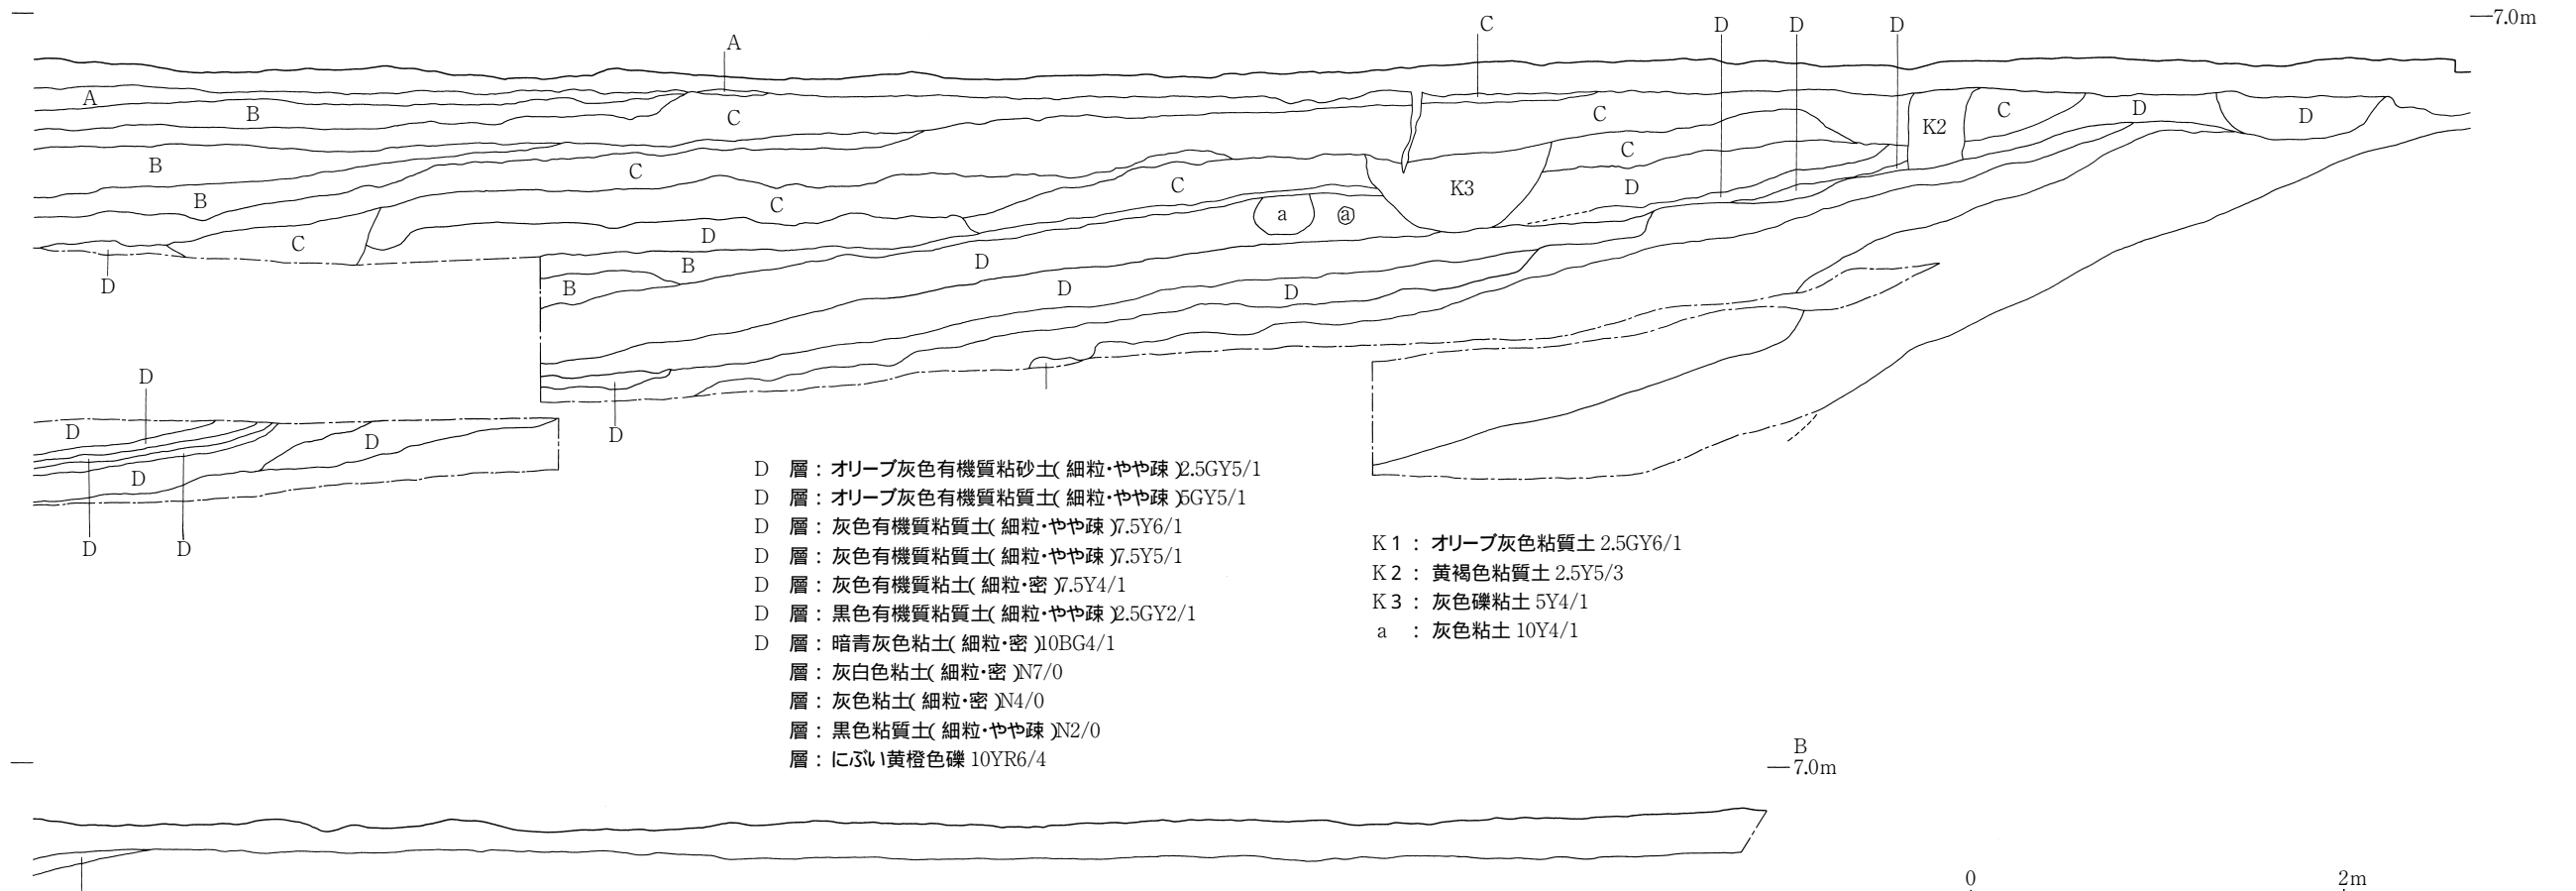 C D D D 7.0m
A
A B C C C D D K2
B C C K3 D
B C C a a
C D
D B D
B D D
D
D D
D D
D
D D
D 層:オリーブ灰色有機質粘砂土(細粒・やや疎)2.5GY5/1
D 層:オリーブ灰色有機質粘質土(細粒・やや疎)5GY5/1
D 層:灰色有機質粘質土(細粒・やや疎)7.5Y6/1
D 層:灰色有機質粘質土(細粒・やや疎)7.5Y5/1
D 層:灰色有機質粘土(細粒・密)7.5Y4/1
D 層:黒色有機質粘質土(細粒・やや疎)2.5GY2/1
D 層:暗青灰色粘土(細粒・密)10BG4/1
層:灰白色粘土(細粒・密)N7/0
層:灰色粘土(細粒・密)N4/0
層:黒色粘質土(細粒・やや疎)N2/0
層:にぶい黄橙色礫 10YR6/4
K1:オリーブ灰色粘質土 2.5GY6/1
K2:黄褐色粘質土 2.5Y5/3
K3:灰色礫粘土 5Y4/1
a :灰色粘土 10Y4/1
B
7.0m
0 2m